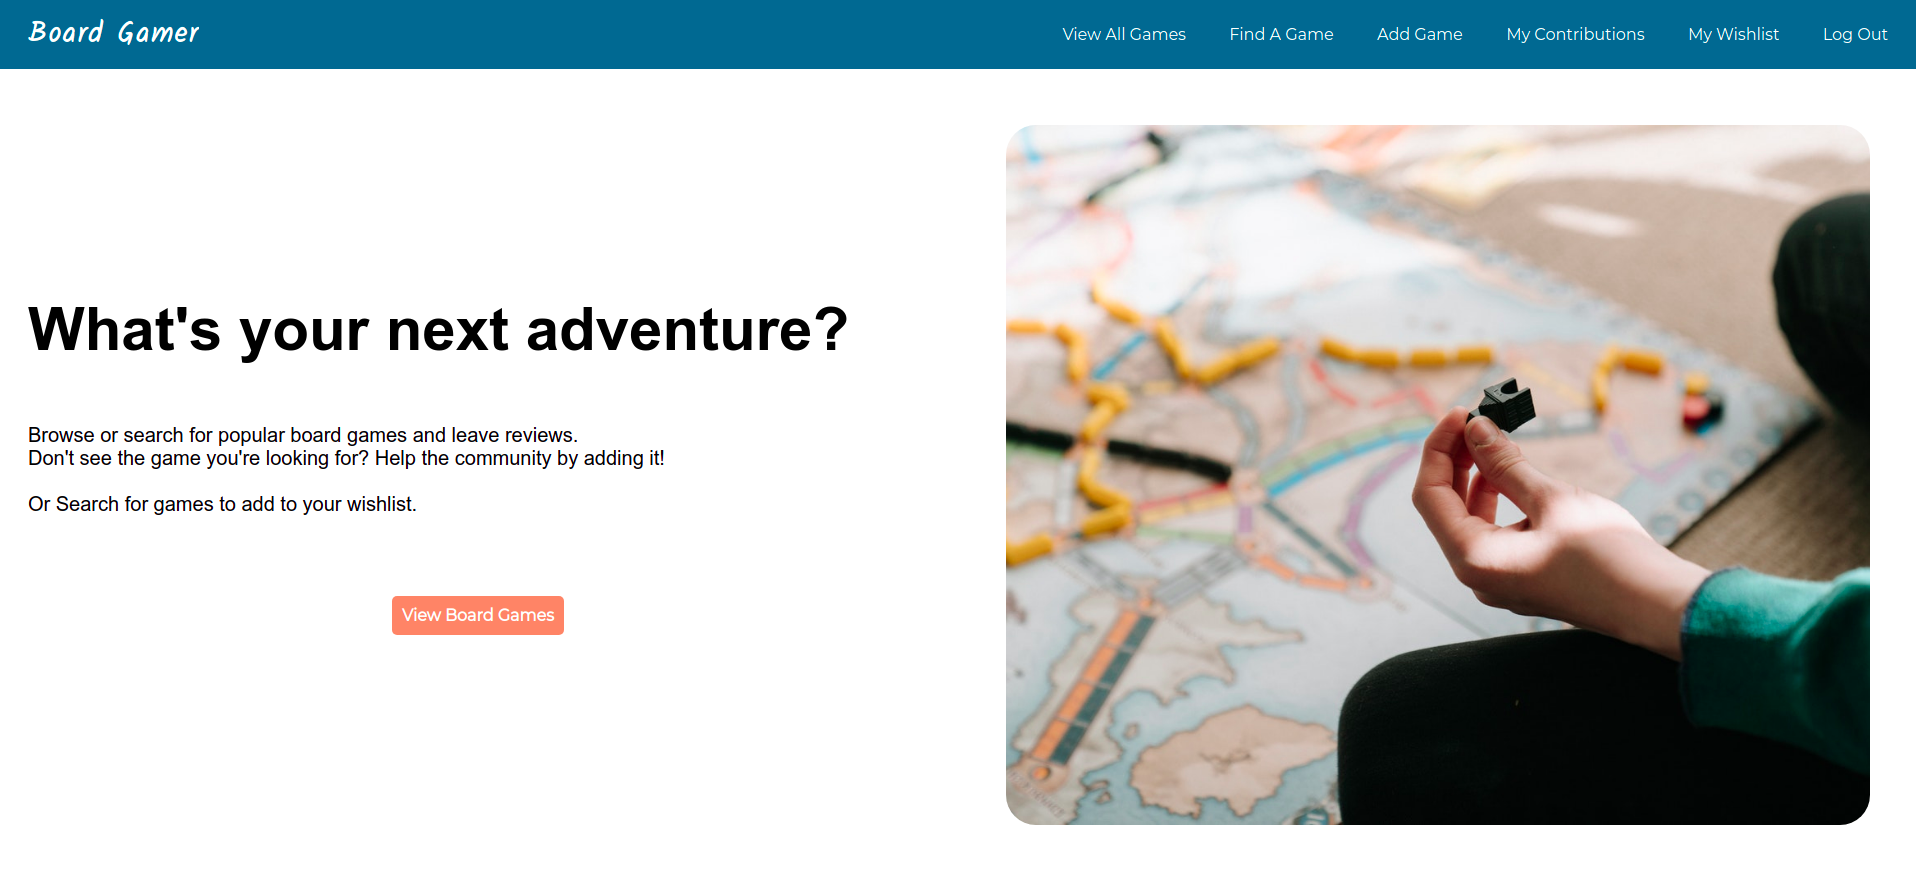 Board Gamer
View All Games
Find A Game
Add Game
My Contributions
My Wishlist
Log Out
What's your next adventure?
Browse or search for popular board games and leave reviews.
Don't see the game you're looking for? Help the community by adding it!
Or Search for games to add to your wishlist.
View Board Games